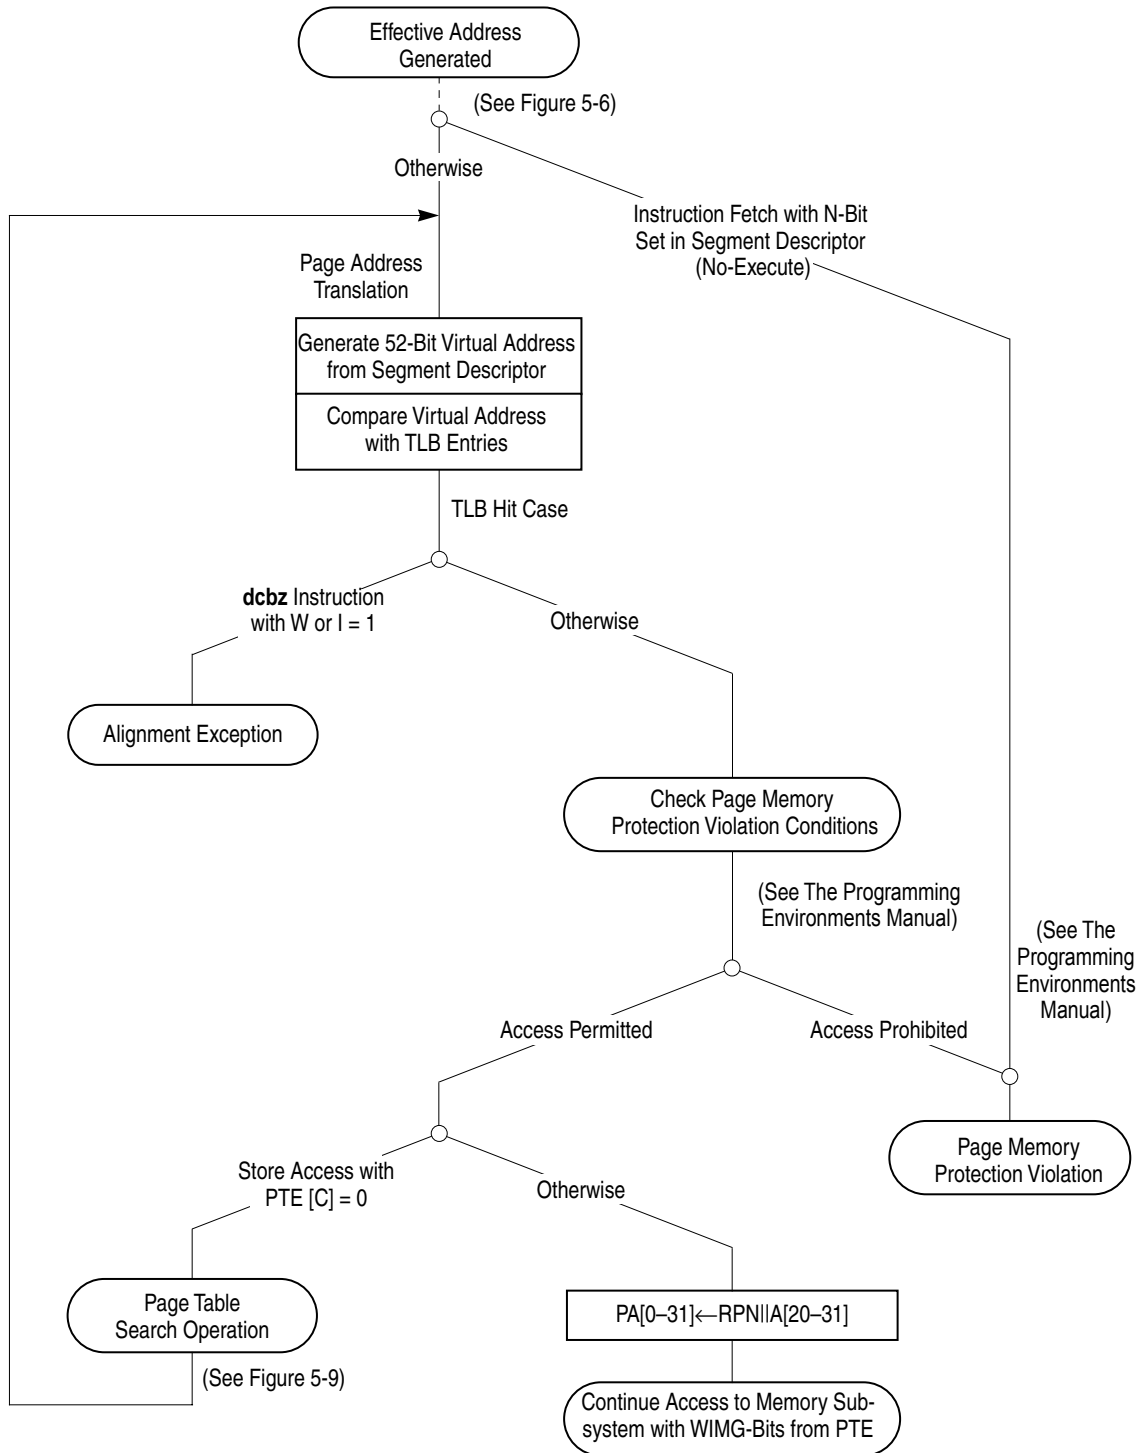 Effective Address
Generated
(See Figure 5-6)
Otherwise
Instruction Fetch with N-Bit
Set in Segment Descriptor
(No-Execute)
Page Address
Translation
Generate 52-Bit Virtual Address
from Segment Descriptor
Compare Virtual Address
with TLB Entries
TLB Hit Case
dcbz Instruction
with W or I = 1
Otherwise
Alignment Exception
Check Page Memory
Protection Violation Conditions
(See The Programming
Environments Manual)
(See The
Programming
Environments
Manual)
Access Permitted
Access Prohibited
Page Memory
Protection Violation
Store Access with
PTE [C] = 0
Otherwise
Page Table
Search Operation
(See Figure 5-9)
PA[0–31]←RPN||A[20–31]
Continue Access to Memory Sub-
system with WIMG-Bits from PTE